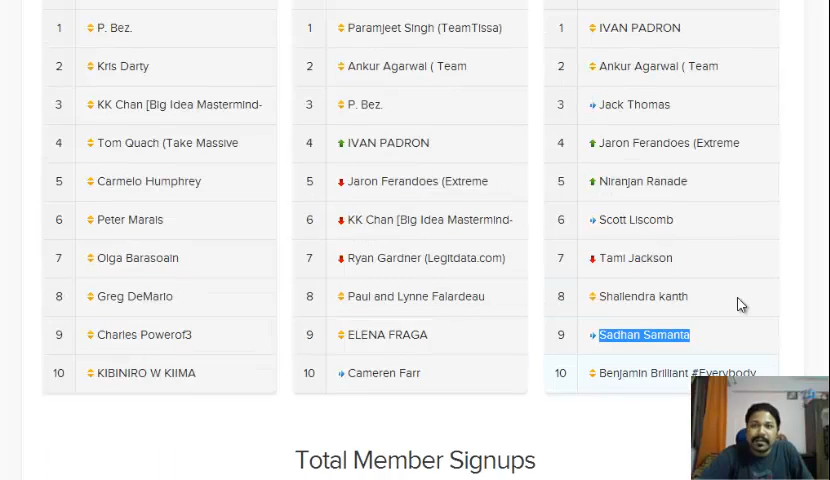 1 P. Bez.
2 Kris Darty
3 KK Chan [Big Idea Mastermind-
4 Tom Quach (Take Massive
5 Carmelo Humphrey
6 Peter Marais
7 Olga Barasoain
8 Greg DeMario
9 Charles Powerof3
10 KIBINIRO W KIIMA
1 Paramjeet Singh (TeamTissa)
2 Ankur Agarwal ( Team
3 P. Bez.
4 IVAN PADRON
5 Jaron Ferandoes (Extreme
6 KK Chan [Big Idea Mastermind-
7 Ryan Gardner (Legitdata.com)
8 Paul and Lynne Falardeau
9 ELENA FRAGA
10 Cameren Farr
1 IVAN PADRON
2 Ankur Agarwal ( Team
3 Jack Thomas
4 Jaron Ferandoes (Extreme
5 Niranjan Ranade
6 Scott Liscomb
7 Tami Jackson
8 Shailendra kanth
9 Sadhan Samanta
10 Benjamin Brilliant #Everybody
Total Member Signups